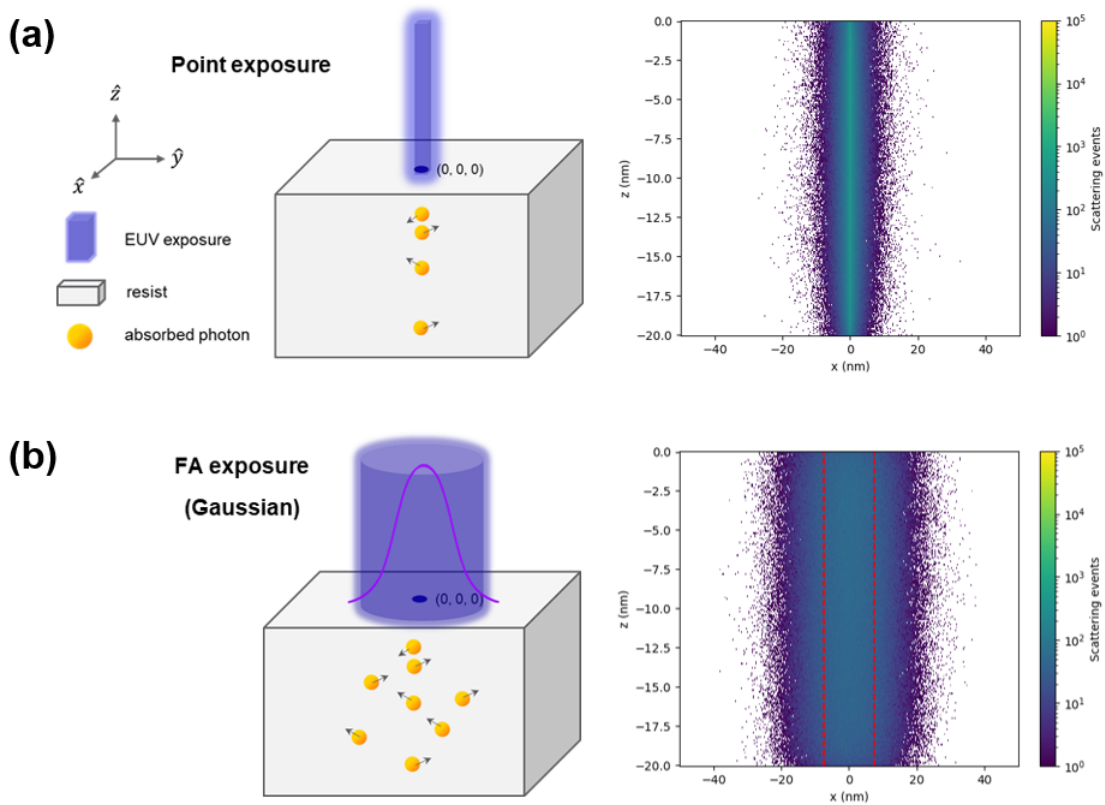 (a)
Point exposure
ẑ
ŷ
x̂
(0, 0, 0)
EUV exposure
resist
absorbed photon
0.0
−2.5
−5.0
−7.5
−10.0
−12.5
−15.0
−17.5
−20.0
z (nm)
−40
−20
0
20
40
x (nm)
10⁵
10⁴
10³
10²
10¹
10⁰
Scattering events
(b)
FA exposure
(Gaussian)
(0, 0, 0)
0.0
−2.5
−5.0
−7.5
−10.0
−12.5
−15.0
−17.5
−20.0
z (nm)
−40
−20
0
20
40
x (nm)
10⁵
10⁴
10³
10²
10¹
10⁰
Scattering events